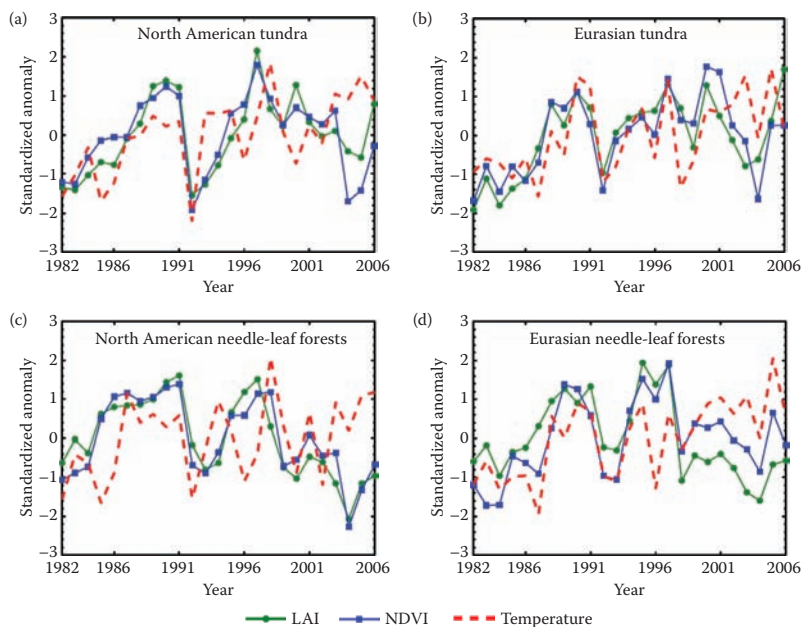 (a)
North American tundra
Standardized anomaly
3
2
1
0
−1
−2
−3
1982 1986 1991 1996 2001 2006
Year
(b)
Eurasian tundra
Standardized anomaly
3
2
1
0
−1
−2
−3
1982 1986 1991 1996 2001 2006
Year
(c)
North American needle-leaf forests
Standardized anomaly
3
2
1
0
−1
−2
−3
1982 1986 1991 1996 2001 2006
Year
(d)
Eurasian needle-leaf forests
Standardized anomaly
3
2
1
0
−1
−2
−3
1982 1986 1991 1996 2001 2006
Year
LAI NDVI Temperature